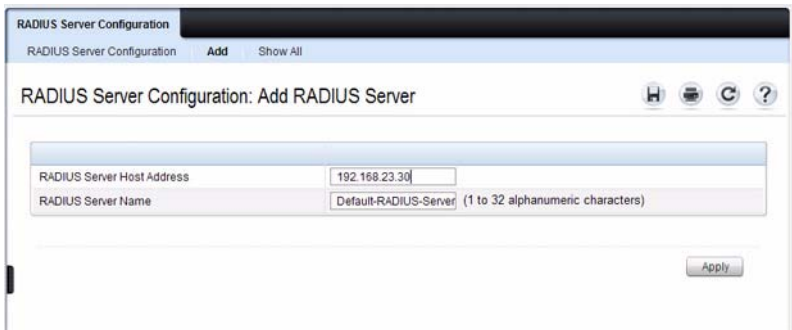 RADIUS Server Configuration
RADIUS Server Configuration Add Show All
RADIUS Server Configuration: Add RADIUS Server
?
RADIUS Server Host Address 192.168.23.30
RADIUS Server Name Default-RADIUS-Server (1 to 32 alphanumeric characters)
Apply